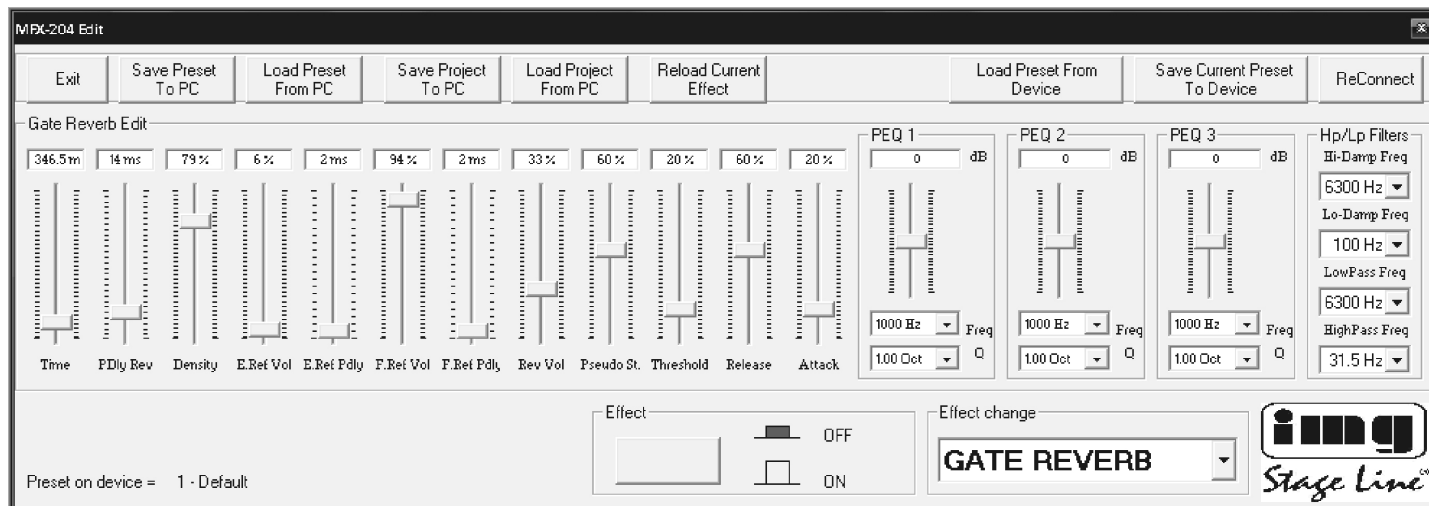 MFX-204 Edit
Exit
Save Preset To PC
Load Preset From PC
Save Project To PC
Load Project From PC
Reload Current Effect
Load Preset From Device
Save Current Preset To Device
ReConnect
Gate Reverb Edit
346.5 m 14 ms 79 % 6 % 2 ms 94 % 2 ms 33 % 60 % 20 % 60 % 20 %
Time PDly Rev Density E.Ref Vol E.Ref Pdly F.Ref Vol F.Ref Pdly Rev Vol Pseudo St. Threshold Release Attack
PEQ 1
0 dB
1000 Hz Freq
1.00 Oct Q
PEQ 2
0 dB
1000 Hz Freq
1.00 Oct Q
PEQ 3
0 dB
1000 Hz Freq
1.00 Oct Q
Hp/Lp Filters
Hi-Damp Freq
6300 Hz
Lo-Damp Freq
100 Hz
LowPass Freq
6300 Hz
HighPass Freq
31.5 Hz
Preset on device = 1 - Default
Effect
OFF
ON
Effect change
GATE REVERB
img
Stage Line